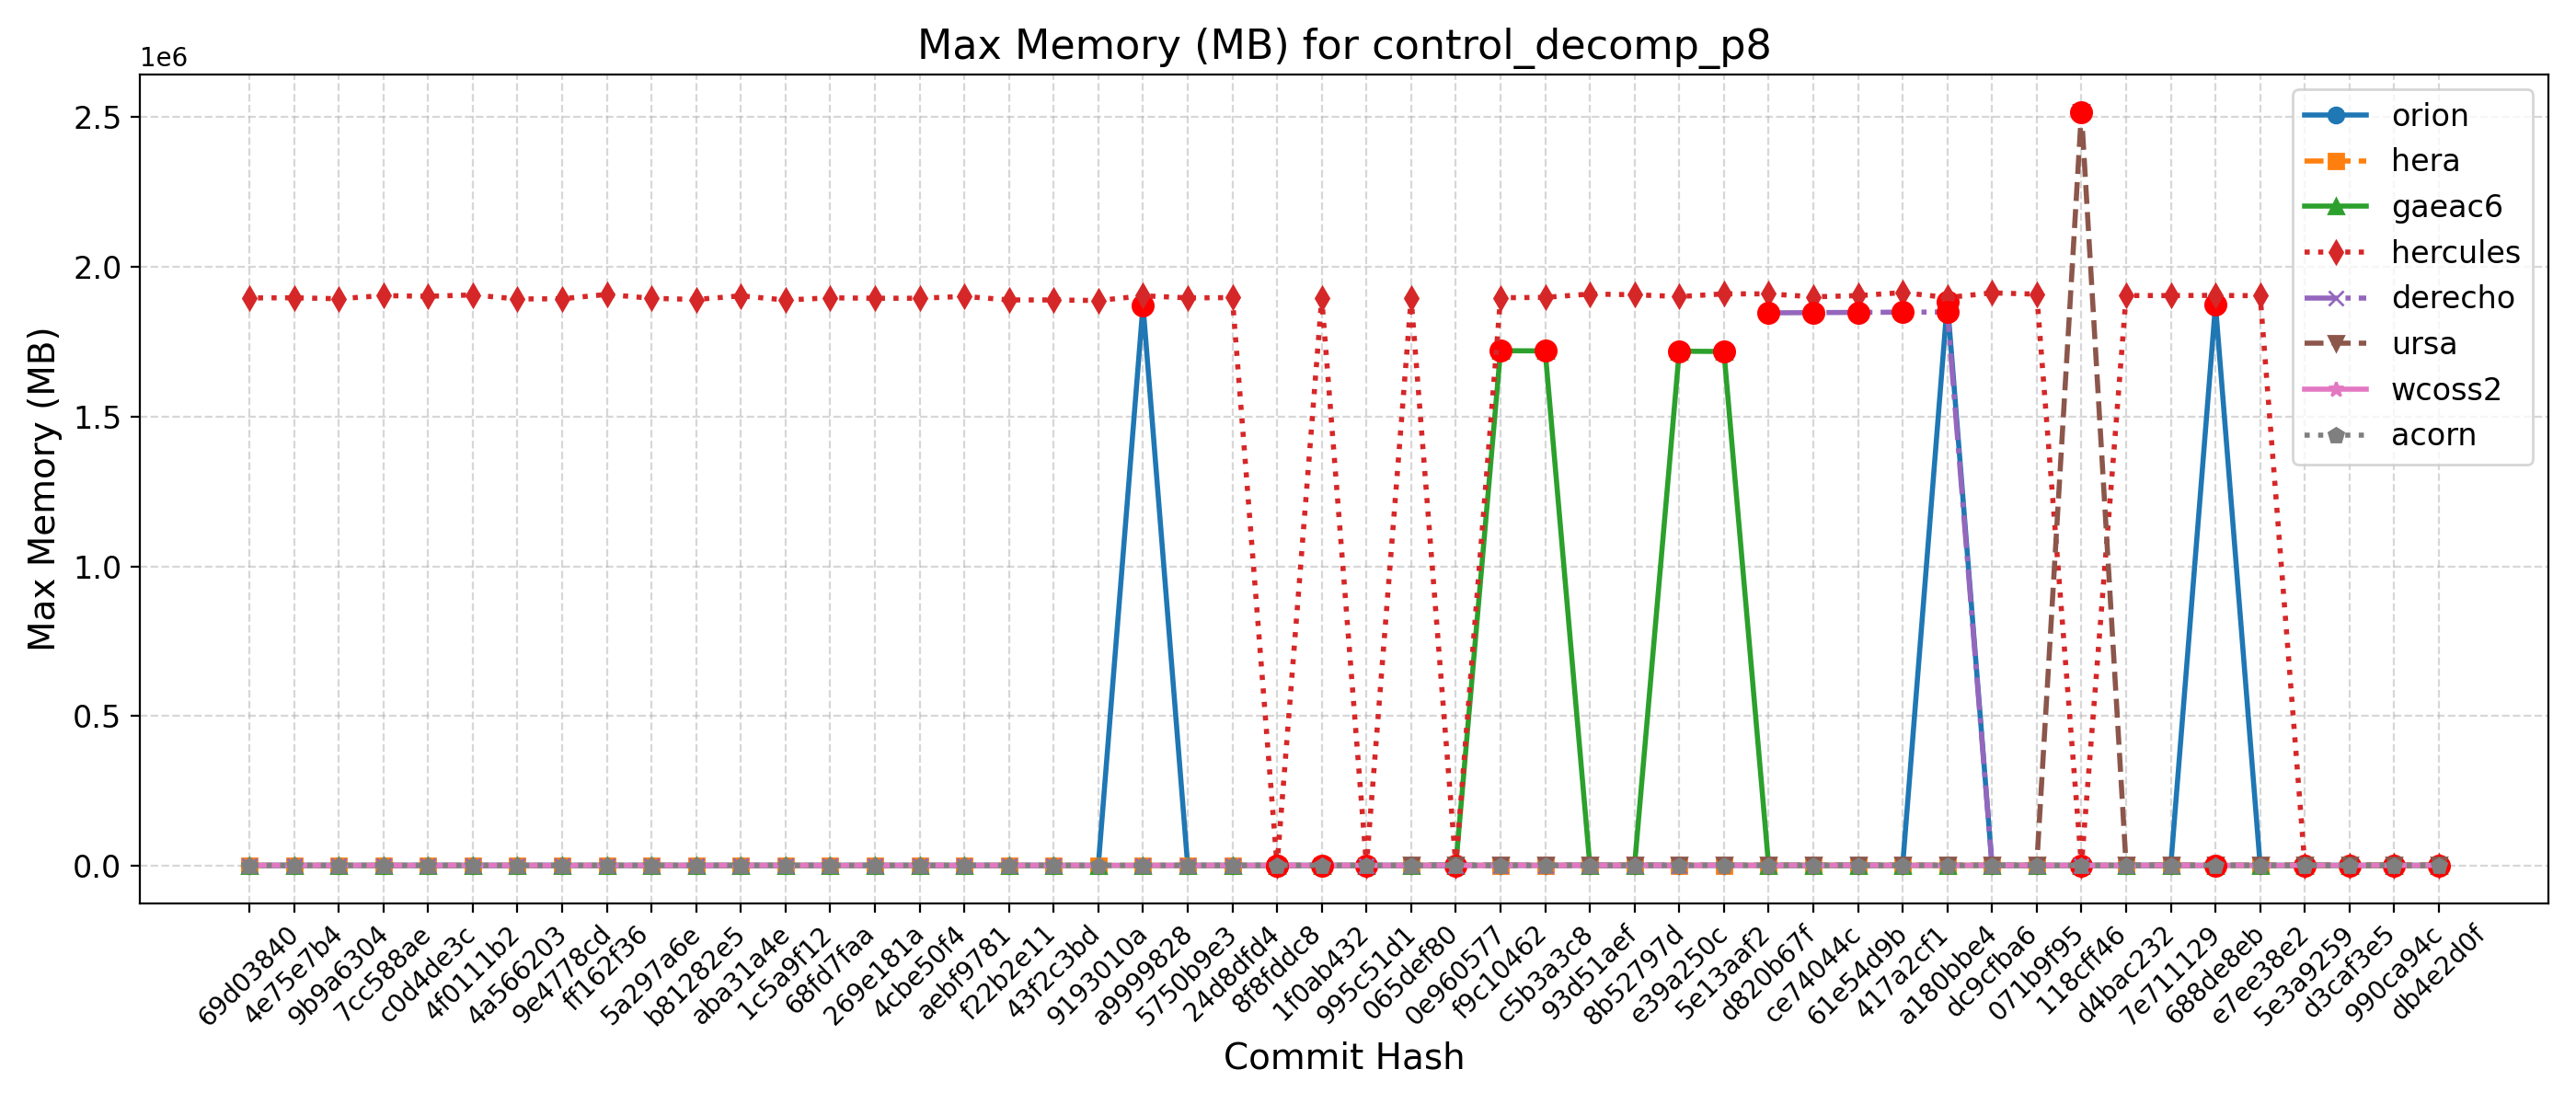 Max Memory (MB) for control_decomp_p8
1e6
2.5
2.0
1.5
1.0
0.5
0.0
Max Memory (MB)
orion
hera
gaeac6
hercules
derecho
ursa
wcoss2
acorn
69d03840
4e75e7b4
9b9a6304
7cc588ae
c0d4de3c
4f0111b2
4a566203
9e4778cd
ff162f36
5a297a6e
b81282e5
aba31a4e
1c5a9f12
68fd7faa
269e181a
4cbe50f4
aebf9781
f22b2e11
43f2c3bd
9193010a
a9999828
5750b9e3
24d8dfd4
8f8fddc8
1f0ab432
995c51d1
065def80
0e960577
f9c10462
c5b3a3c8
93d51aef
8b52797d
e39a250c
5e13aaf2
d820b67f
ce74044c
61e54d9b
417a2cf1
a180bbe4
dc9cfba6
071b9f95
118cff46
d4bac232
7e711129
688de8eb
e7ee38e2
5e3a9259
d3caf3e5
990ca94c
db4e2d0f
Commit Hash